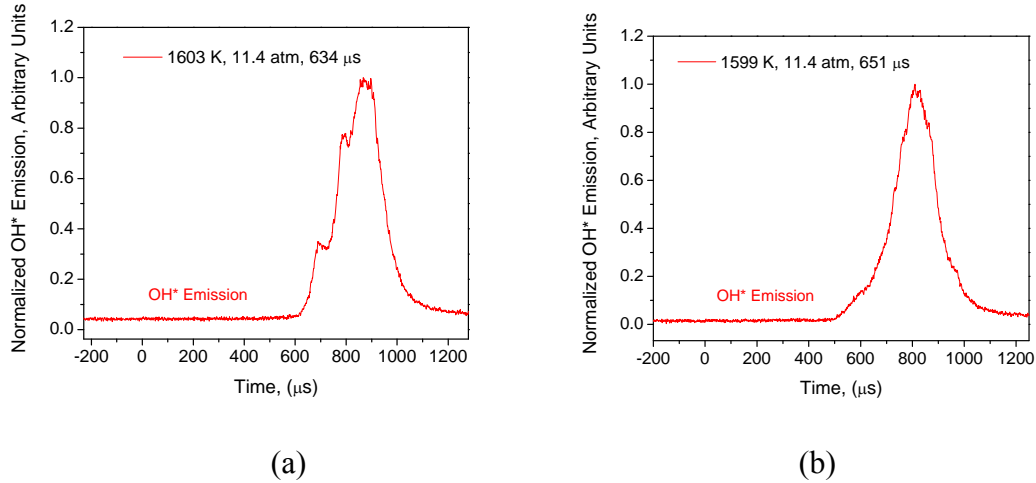 Normalized OH* Emission, Arbitrary Units
1.2
1.0
0.8
0.6
0.4
0.2
0.0
1603 K, 11.4 atm, 634 μs
OH* Emission
-200 0 200 400 600 800 1000 1200
Time, (μs)
(a)
Normalized OH* Emission, Arbitrary Units
1.2
1.0
0.8
0.6
0.4
0.2
0.0
1599 K, 11.4 atm, 651 μs
OH* Emission
-200 0 200 400 600 800 1000 1200
Time, (μs)
(b)